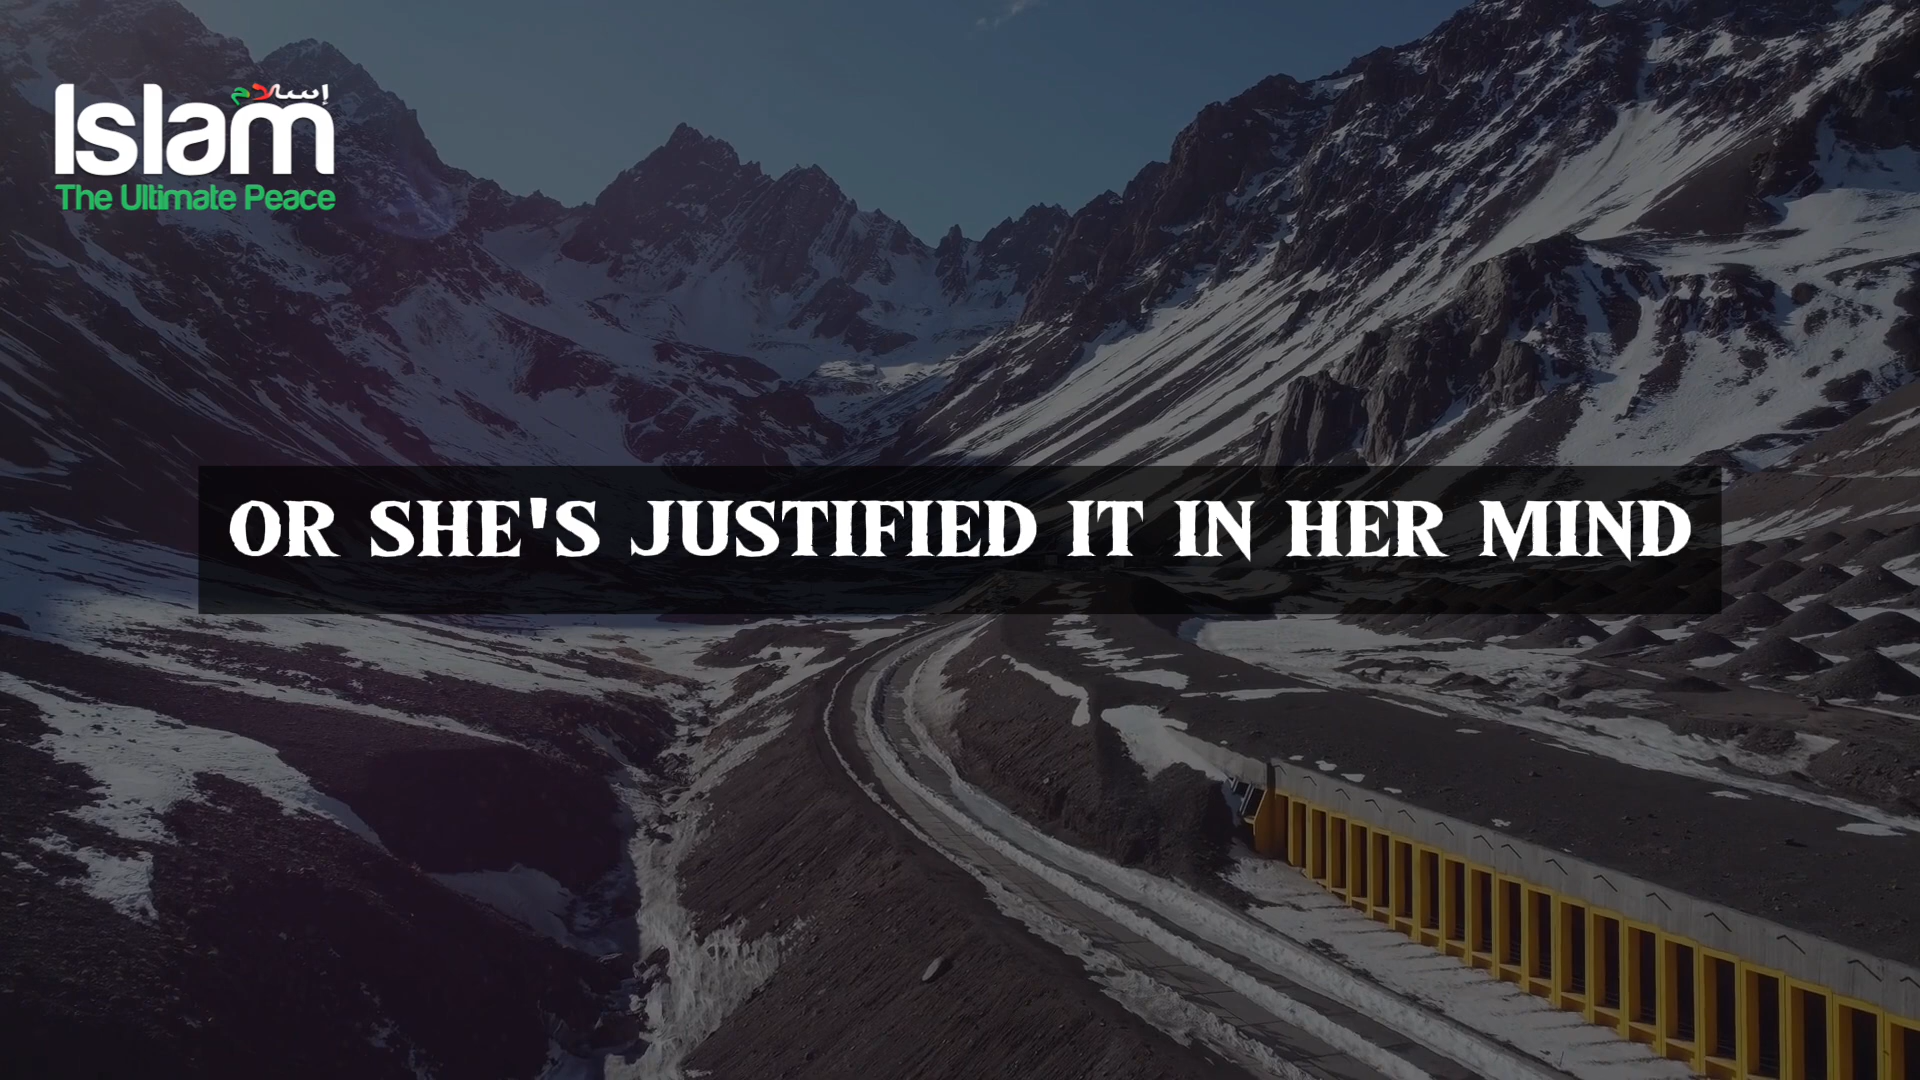 إسلام
Islam
The Ultimate Peace
OR SHE'S JUSTIFIED IT IN HER MIND